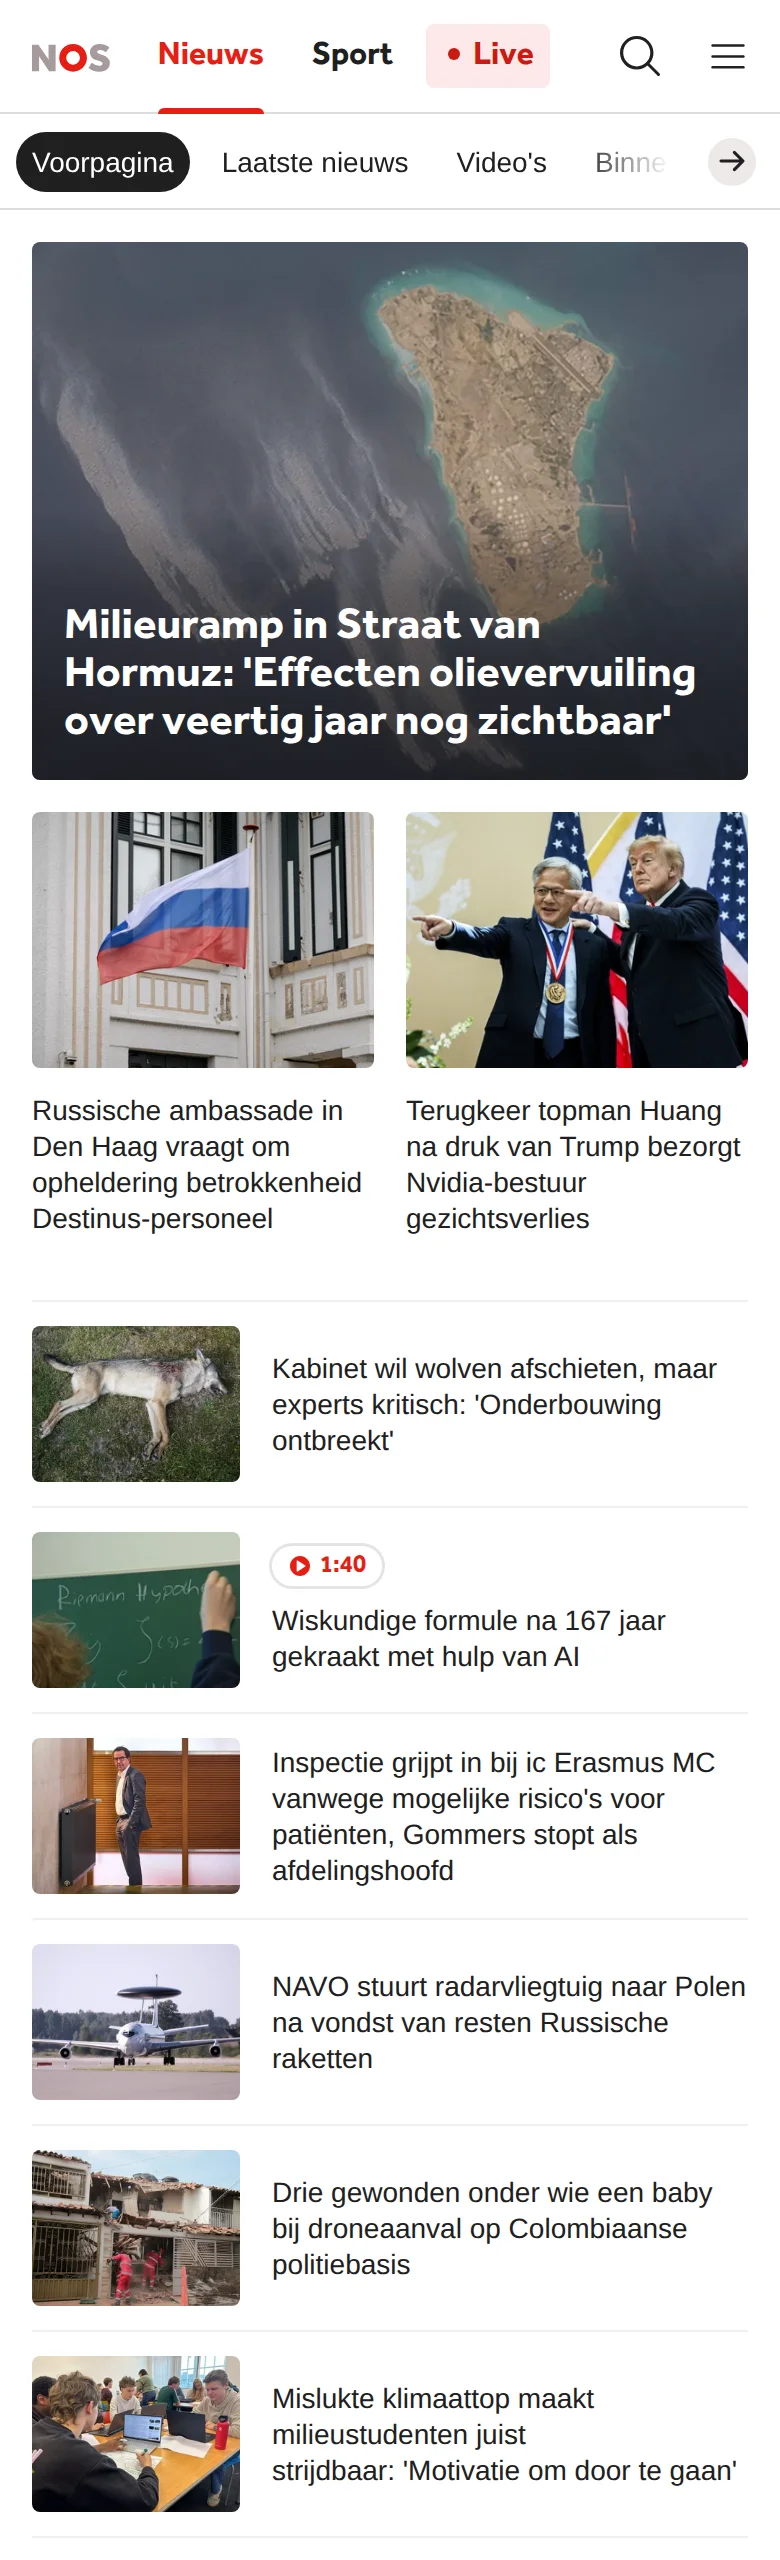 NOS
Nieuws
Sport
Live
Voorpagina
Laatste nieuws
Video's
Binne
Milieuramp in Straat van
Hormuz: 'Effecten olievervuiling
over veertig jaar nog zichtbaar'
Russische ambassade in
Den Haag vraagt om
opheldering betrokkenheid
Destinus-personeel
Terugkeer topman Huang
na druk van Trump bezorgt
Nvidia-bestuur
gezichtsverlies
Kabinet wil wolven afschieten, maar
experts kritisch: 'Onderbouwing
ontbreekt'
Riemann Hypothe
ζ(s) =
1:40
Wiskundige formule na 167 jaar
gekraakt met hulp van AI
Inspectie grijpt in bij ic Erasmus MC
vanwege mogelijke risico's voor
patiënten, Gommers stopt als
afdelingshoofd
NAVO stuurt radarvliegtuig naar Polen
na vondst van resten Russische
raketten
Drie gewonden onder wie een baby
bij droneaanval op Colombiaanse
politiebasis
Mislukte klimaattop maakt
milieustudenten juist
strijdbaar: 'Motivatie om door te gaan'